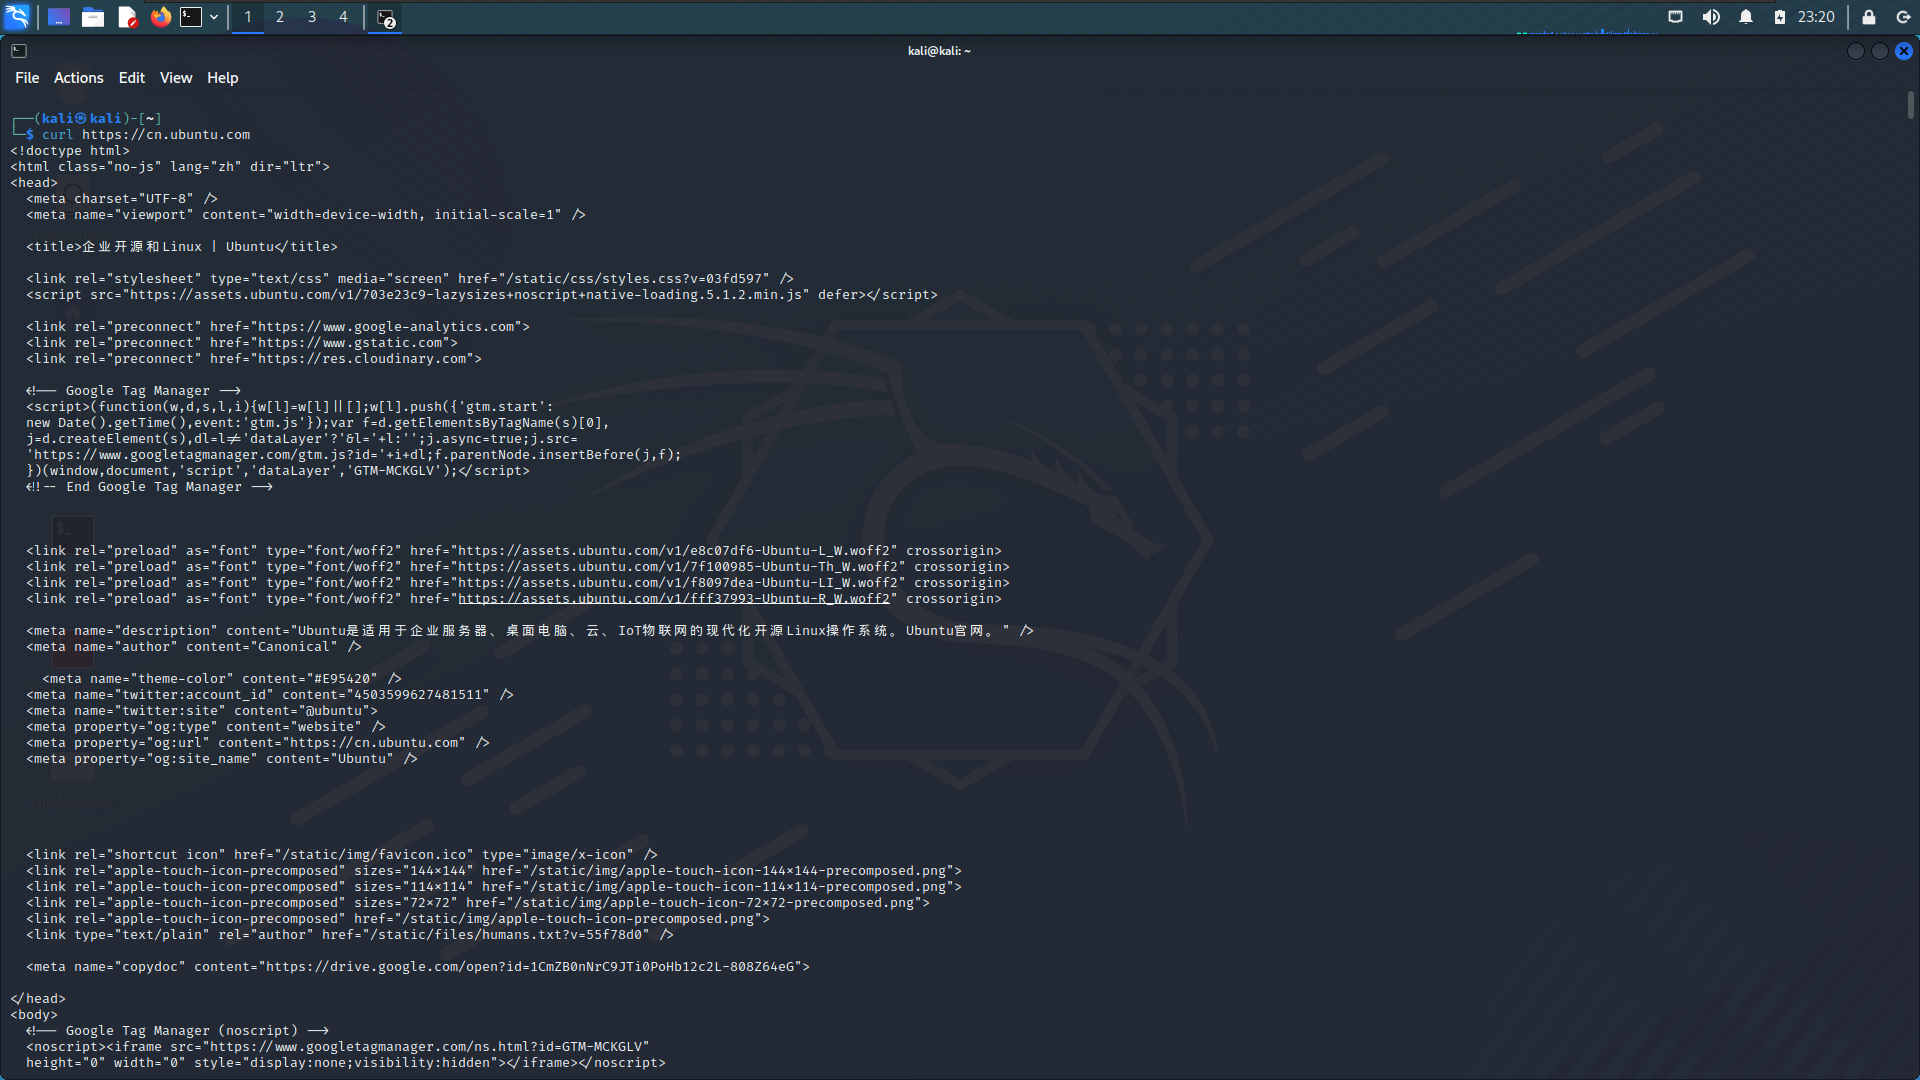 1 2 3 4 2 23:20
kali@kali: ~
File Actions Edit View Help
┌──(kali㉿kali)-[~]
└─$ curl https://cn.ubuntu.com
<!doctype html>
<html class="no-js" lang="zh" dir="ltr">
<head>
<meta charset="UTF-8" />
<meta name="viewport" content="width=device-width, initial-scale=1" />
<title>企业开源和Linux | Ubuntu</title>
<link rel="stylesheet" type="text/css" media="screen" href="/static/css/styles.css?v=03fd597" />
<script src="https://assets.ubuntu.com/v1/703e23c9-lazysizes+noscript+native-loading.5.1.2.min.js" defer></script>
<link rel="preconnect" href="https://www.google-analytics.com">
<link rel="preconnect" href="https://www.gstatic.com">
<link rel="preconnect" href="https://res.cloudinary.com">
<!-- Google Tag Manager -->
<script>(function(w,d,s,l,i){w[l]=w[l]||[];w[l].push({'gtm.start':
new Date().getTime(),event:'gtm.js'});var f=d.getElementsByTagName(s)[0],
j=d.createElement(s),dl=l!='dataLayer'?'&l='+l:'';j.async=true;j.src=
'https://www.googletagmanager.com/gtm.js?id='+i+dl;f.parentNode.insertBefore(j,f);
})(window,document,'script','dataLayer','GTM-MCKGLV');</script>
<!-- End Google Tag Manager -->
<link rel="preload" as="font" type="font/woff2" href="https://assets.ubuntu.com/v1/e8c07df6-Ubuntu-L_W.woff2" crossorigin>
<link rel="preload" as="font" type="font/woff2" href="https://assets.ubuntu.com/v1/7f100985-Ubuntu-Th_W.woff2" crossorigin>
<link rel="preload" as="font" type="font/woff2" href="https://assets.ubuntu.com/v1/f8097dea-Ubuntu-LI_W.woff2" crossorigin>
<link rel="preload" as="font" type="font/woff2" href="https://assets.ubuntu.com/v1/fff37993-Ubuntu-R_W.woff2" crossorigin>
<meta name="description" content="Ubuntu是适用于企业服务器、桌面电脑、云、IoT物联网的现代化开源Linux操作系统。Ubuntu官网。" />
<meta name="author" content="Canonical" />
<meta name="theme-color" content="#E95420" />
<meta name="twitter:account_id" content="4503599627481511" />
<meta name="twitter:site" content="@ubuntu">
<meta property="og:type" content="website" />
<meta property="og:url" content="https://cn.ubuntu.com" />
<meta property="og:site_name" content="Ubuntu" />
File Manager
<link rel="shortcut icon" href="/static/img/favicon.ico" type="image/x-icon" />
<link rel="apple-touch-icon-precomposed" sizes="144×144" href="/static/img/apple-touch-icon-144×144-precomposed.png">
<link rel="apple-touch-icon-precomposed" sizes="114×114" href="/static/img/apple-touch-icon-114×114-precomposed.png">
<link rel="apple-touch-icon-precomposed" sizes="72×72" href="/static/img/apple-touch-icon-72×72-precomposed.png">
<link rel="apple-touch-icon-precomposed" href="/static/img/apple-touch-icon-precomposed.png">
<link type="text/plain" rel="author" href="/static/files/humans.txt?v=55f78d0" />
<meta name="copydoc" content="https://drive.google.com/open?id=1CmZB0nNrC9JTi0PoHb12c2L-808Z64eG">
</head>
<body>
<!-- Google Tag Manager (noscript) -->
<noscript><iframe src="https://www.googletagmanager.com/ns.html?id=GTM-MCKGLV"
height="0" width="0" style="display:none;visibility:hidden"></iframe></noscript>